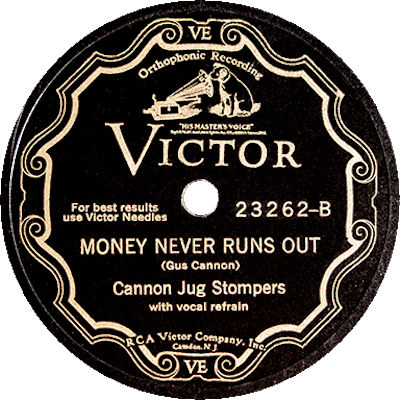 VE
Orthophonic Recording
"HIS MASTER'S VOICE"
VICTOR
For best results
use Victor Needles
23262-B
MONEY NEVER RUNS OUT
(Gus Cannon)
Cannon Jug Stompers
with vocal refrain
RCA Victor Company, Inc.
Camden, N.J.
VE